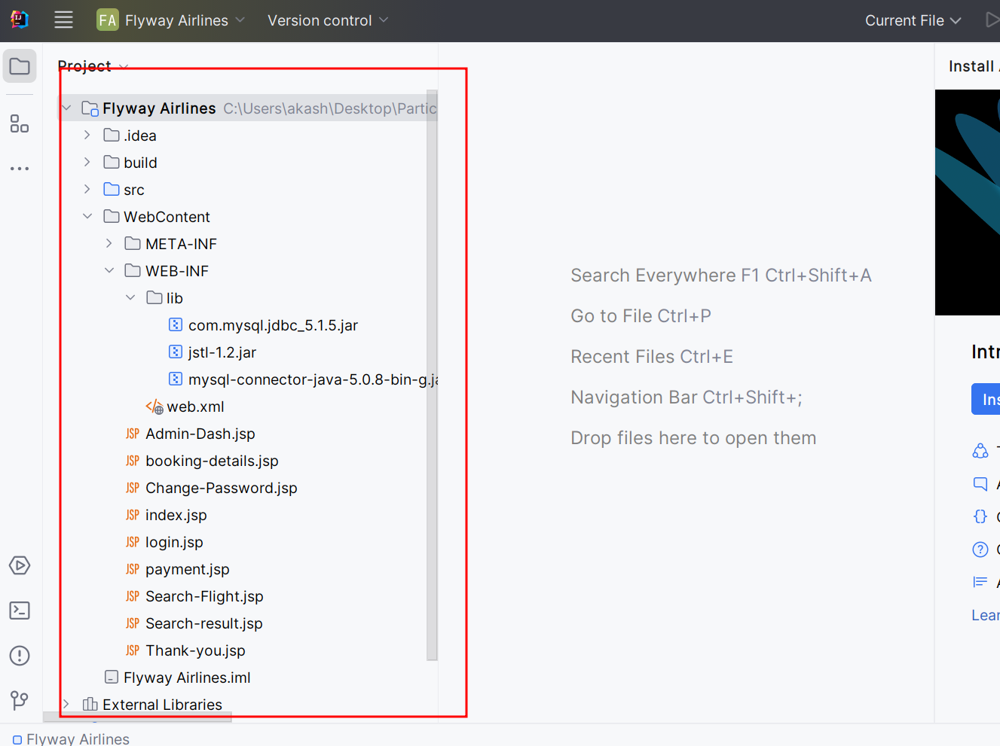 FA Flyway Airlines Version control Current File
Project
Install
Flyway Airlines C:\Users\akash\Desktop\Partic
.idea
build
src
WebContent
META-INF
WEB-INF
lib
com.mysql.jdbc_5.1.5.jar
jstl-1.2.jar
mysql-connector-java-5.0.8-bin-g.ja
web.xml
JSP Admin-Dash.jsp
JSP booking-details.jsp
JSP Change-Password.jsp
JSP index.jsp
JSP login.jsp
JSP payment.jsp
JSP Search-Flight.jsp
JSP Search-result.jsp
JSP Thank-you.jsp
Flyway Airlines.iml
External Libraries
Search Everywhere F1 Ctrl+Shift+A
Go to File Ctrl+P
Recent Files Ctrl+E
Navigation Bar Ctrl+Shift+;
Drop files here to open them
Intr
Ins
Lear
Flyway Airlines